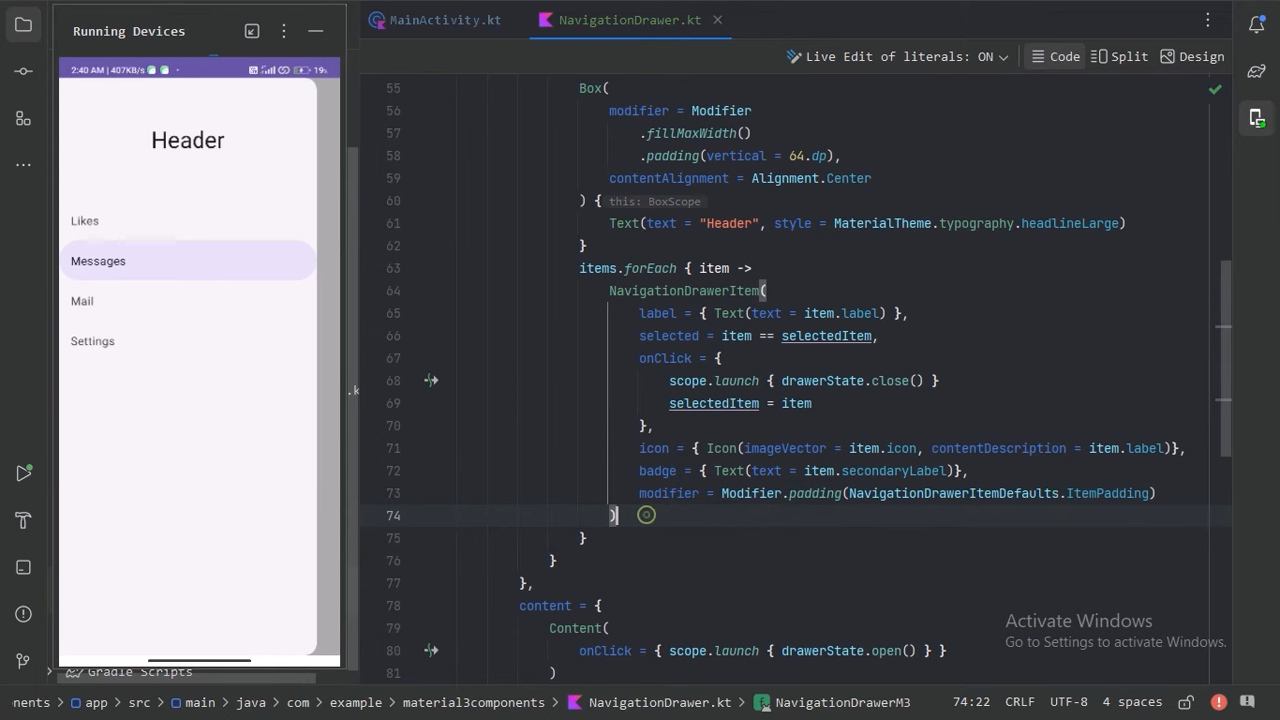 Running Devices
MainActivity.kt
NavigationDrawer.kt
Live Edit of literals: ON
Code
Split
Design
2:40 AM | 407KB/s
19%
Header
Likes
Messages
Mail
Settings
.k
Gradle Scripts
55 Box(
56 modifier = Modifier
57 .fillMaxWidth()
58 .padding(vertical = 64.dp),
59 contentAlignment = Alignment.Center
60 ) { this: BoxScope
61 Text(text = "Header", style = MaterialTheme.typography.headlineLarge)
62 }
63 items.forEach { item ->
64 NavigationDrawerItem(
65 label = { Text(text = item.label) },
66 selected = item == selectedItem,
67 onClick = {
68 scope.launch { drawerState.close() }
69 selectedItem = item
70 },
71 icon = { Icon(imageVector = item.icon, contentDescription = item.label)},
72 badge = { Text(text = item.secondaryLabel)},
73 modifier = Modifier.padding(NavigationDrawerItemDefaults.ItemPadding)
74 )
75 }
76 }
77 },
78 content = {
79 Content(
80 onClick = { scope.launch { drawerState.open() } }
81 )
Activate Windows
Go to Settings to activate Windows.
nents > app > src > main > java > com > example > material3components > NavigationDrawer.kt > NavigationDrawerM3
74:22 CRLF UTF-8 4 spaces